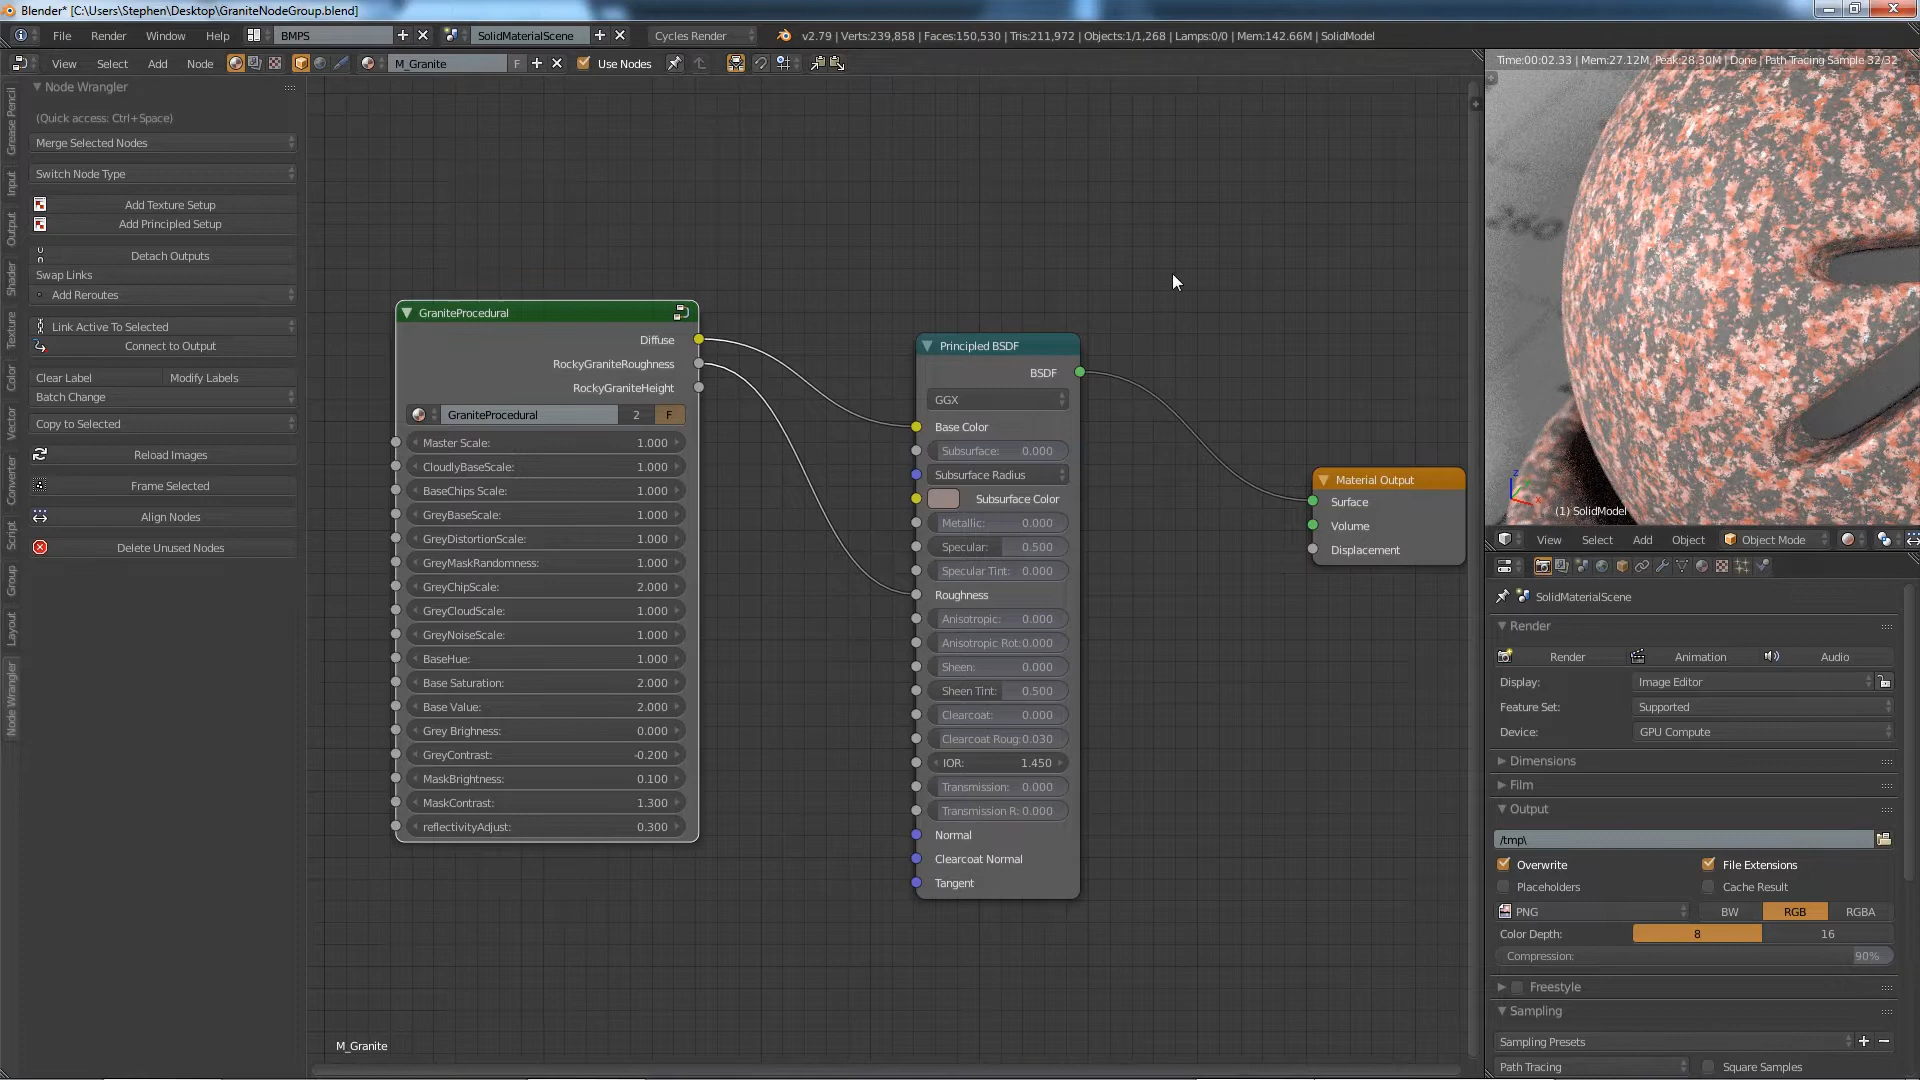 Blender* [C:\Users\Stephen\Desktop\GraniteNodeGroup.blend]
File Render Window Help BMPS SolidMaterialScene Cycles Render v2.79 | Verts:239,858 | Faces:150,530 | Tris:211,972 | Objects:1/1,268 | Lamps:0/0 | Mem:142.66M | SolidModel
View Select Add Node M_Granite F Use Nodes
Time:00:02.33 | Mem:27.12M, Peak:28.30M | Done | Path Tracing Sample 32/32
Node Wrangler
(Quick access: Ctrl+Space)
Merge Selected Nodes
Switch Node Type
Add Texture Setup
Add Principled Setup
Detach Outputs
Swap Links
Add Reroutes
Link Active To Selected
Connect to Output
Clear Label Modify Labels
Batch Change
Copy to Selected
Reload Images
Frame Selected
Align Nodes
Delete Unused Nodes
Grease Pencil
Input
Output
Shader
Texture
Color
Vector
Converter
Script
Group
Layout
Node Wrangler
GraniteProcedural
Diffuse
RockyGraniteRoughness
RockyGraniteHeight
GraniteProcedural 2 F
Master Scale: 1.000
CloudlyBaseScale: 1.000
BaseChips Scale: 1.000
GreyBaseScale: 1.000
GreyDistortionScale: 1.000
GreyMaskRandomness: 1.000
GreyChipScale: 2.000
GreyCloudScale: 1.000
GreyNoiseScale: 1.000
BaseHue: 1.000
Base Saturation: 2.000
Base Value: 2.000
Grey Brighness: 0.000
GreyContrast: -0.200
MaskBrightness: 0.100
MaskContrast: 1.300
reflectivityAdjust: 0.300
Principled BSDF
BSDF
GGX
Base Color
Subsurface: 0.000
Subsurface Radius
Subsurface Color
Metallic: 0.000
Specular: 0.500
Specular Tint: 0.000
Roughness
Anisotropic: 0.000
Anisotropic Rot:0.000
Sheen: 0.000
Sheen Tint: 0.500
Clearcoat: 0.000
Clearcoat Roug:0.030
IOR: 1.450
Transmission: 0.000
Transmission R:0.000
Normal
Clearcoat Normal
Tangent
Material Output
Surface
Volume
Displacement
M_Granite
z
x
(1) SolidModel
View Select Add Object Object Mode
SolidMaterialScene
Render
Render Animation Audio
Display: Image Editor
Feature Set: Supported
Device: GPU Compute
Dimensions
Film
Output
/tmp\
Overwrite File Extensions
Placeholders Cache Result
PNG BW RGB RGBA
Color Depth: 8 16
Compression: 90%
Freestyle
Sampling
Sampling Presets
Path Tracing Square Samples